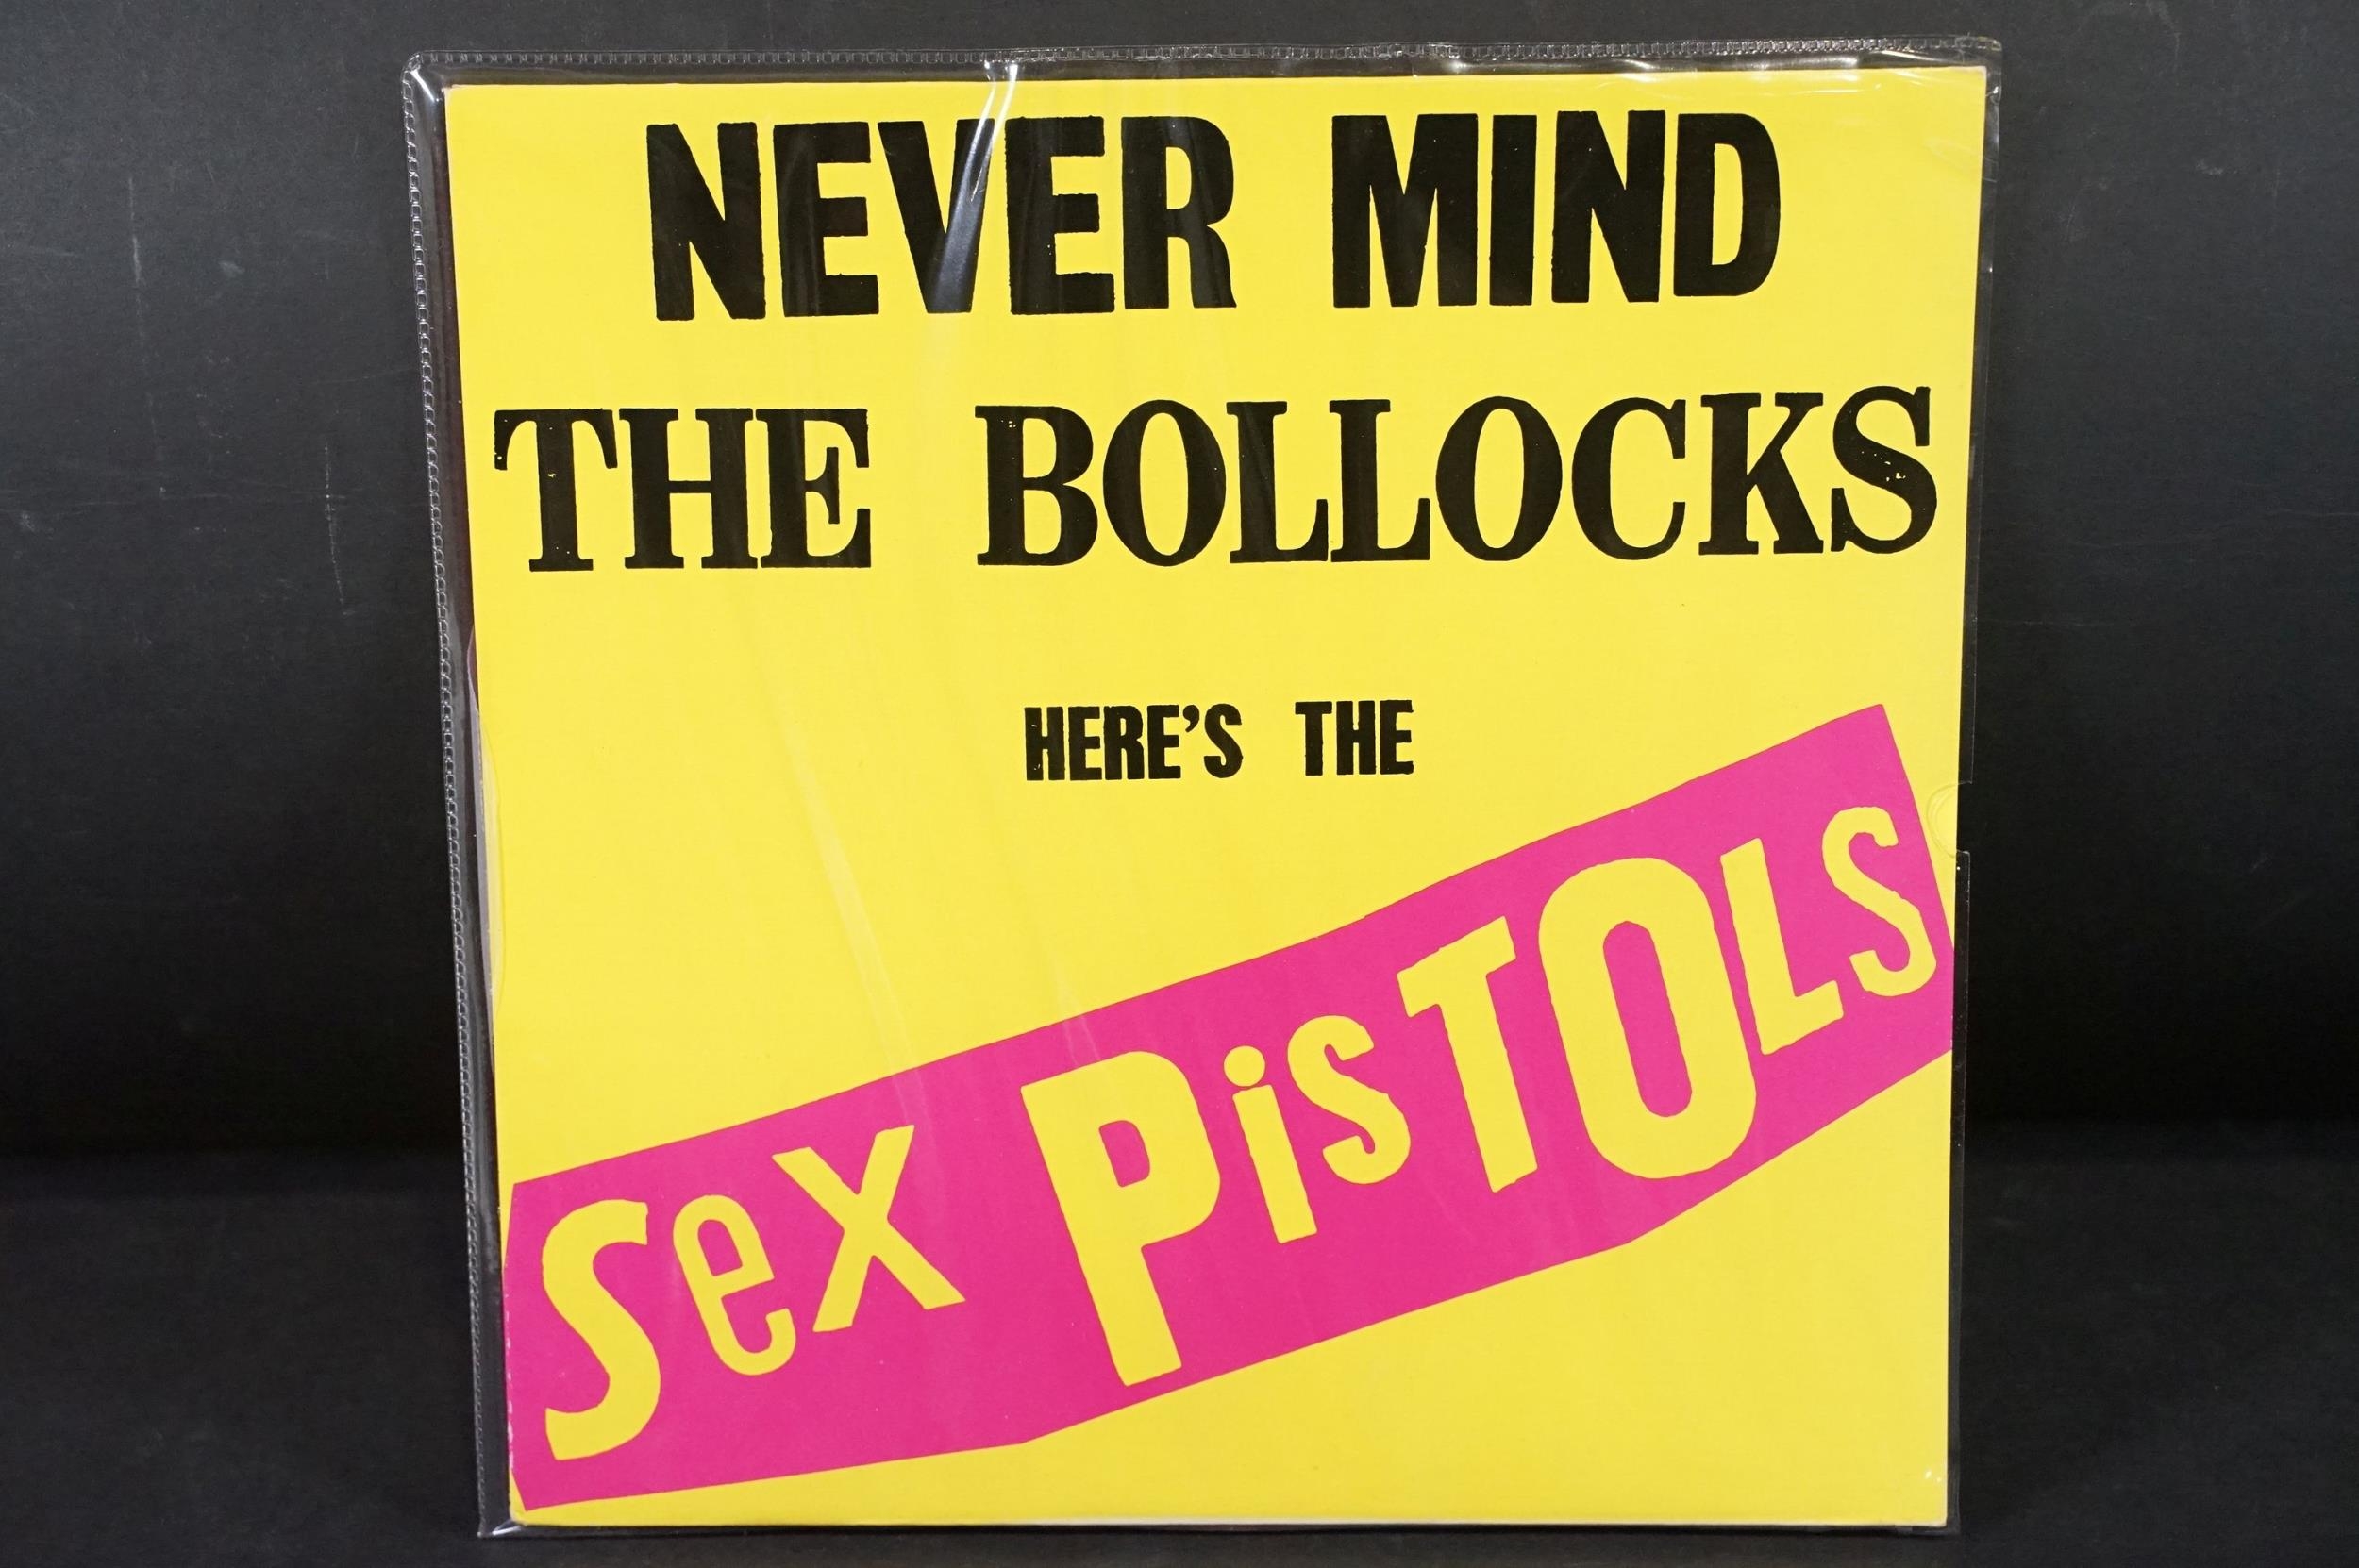 NEVER MIND
THE BOLLOCKS
HERE'S THE
Sex PisTOLS